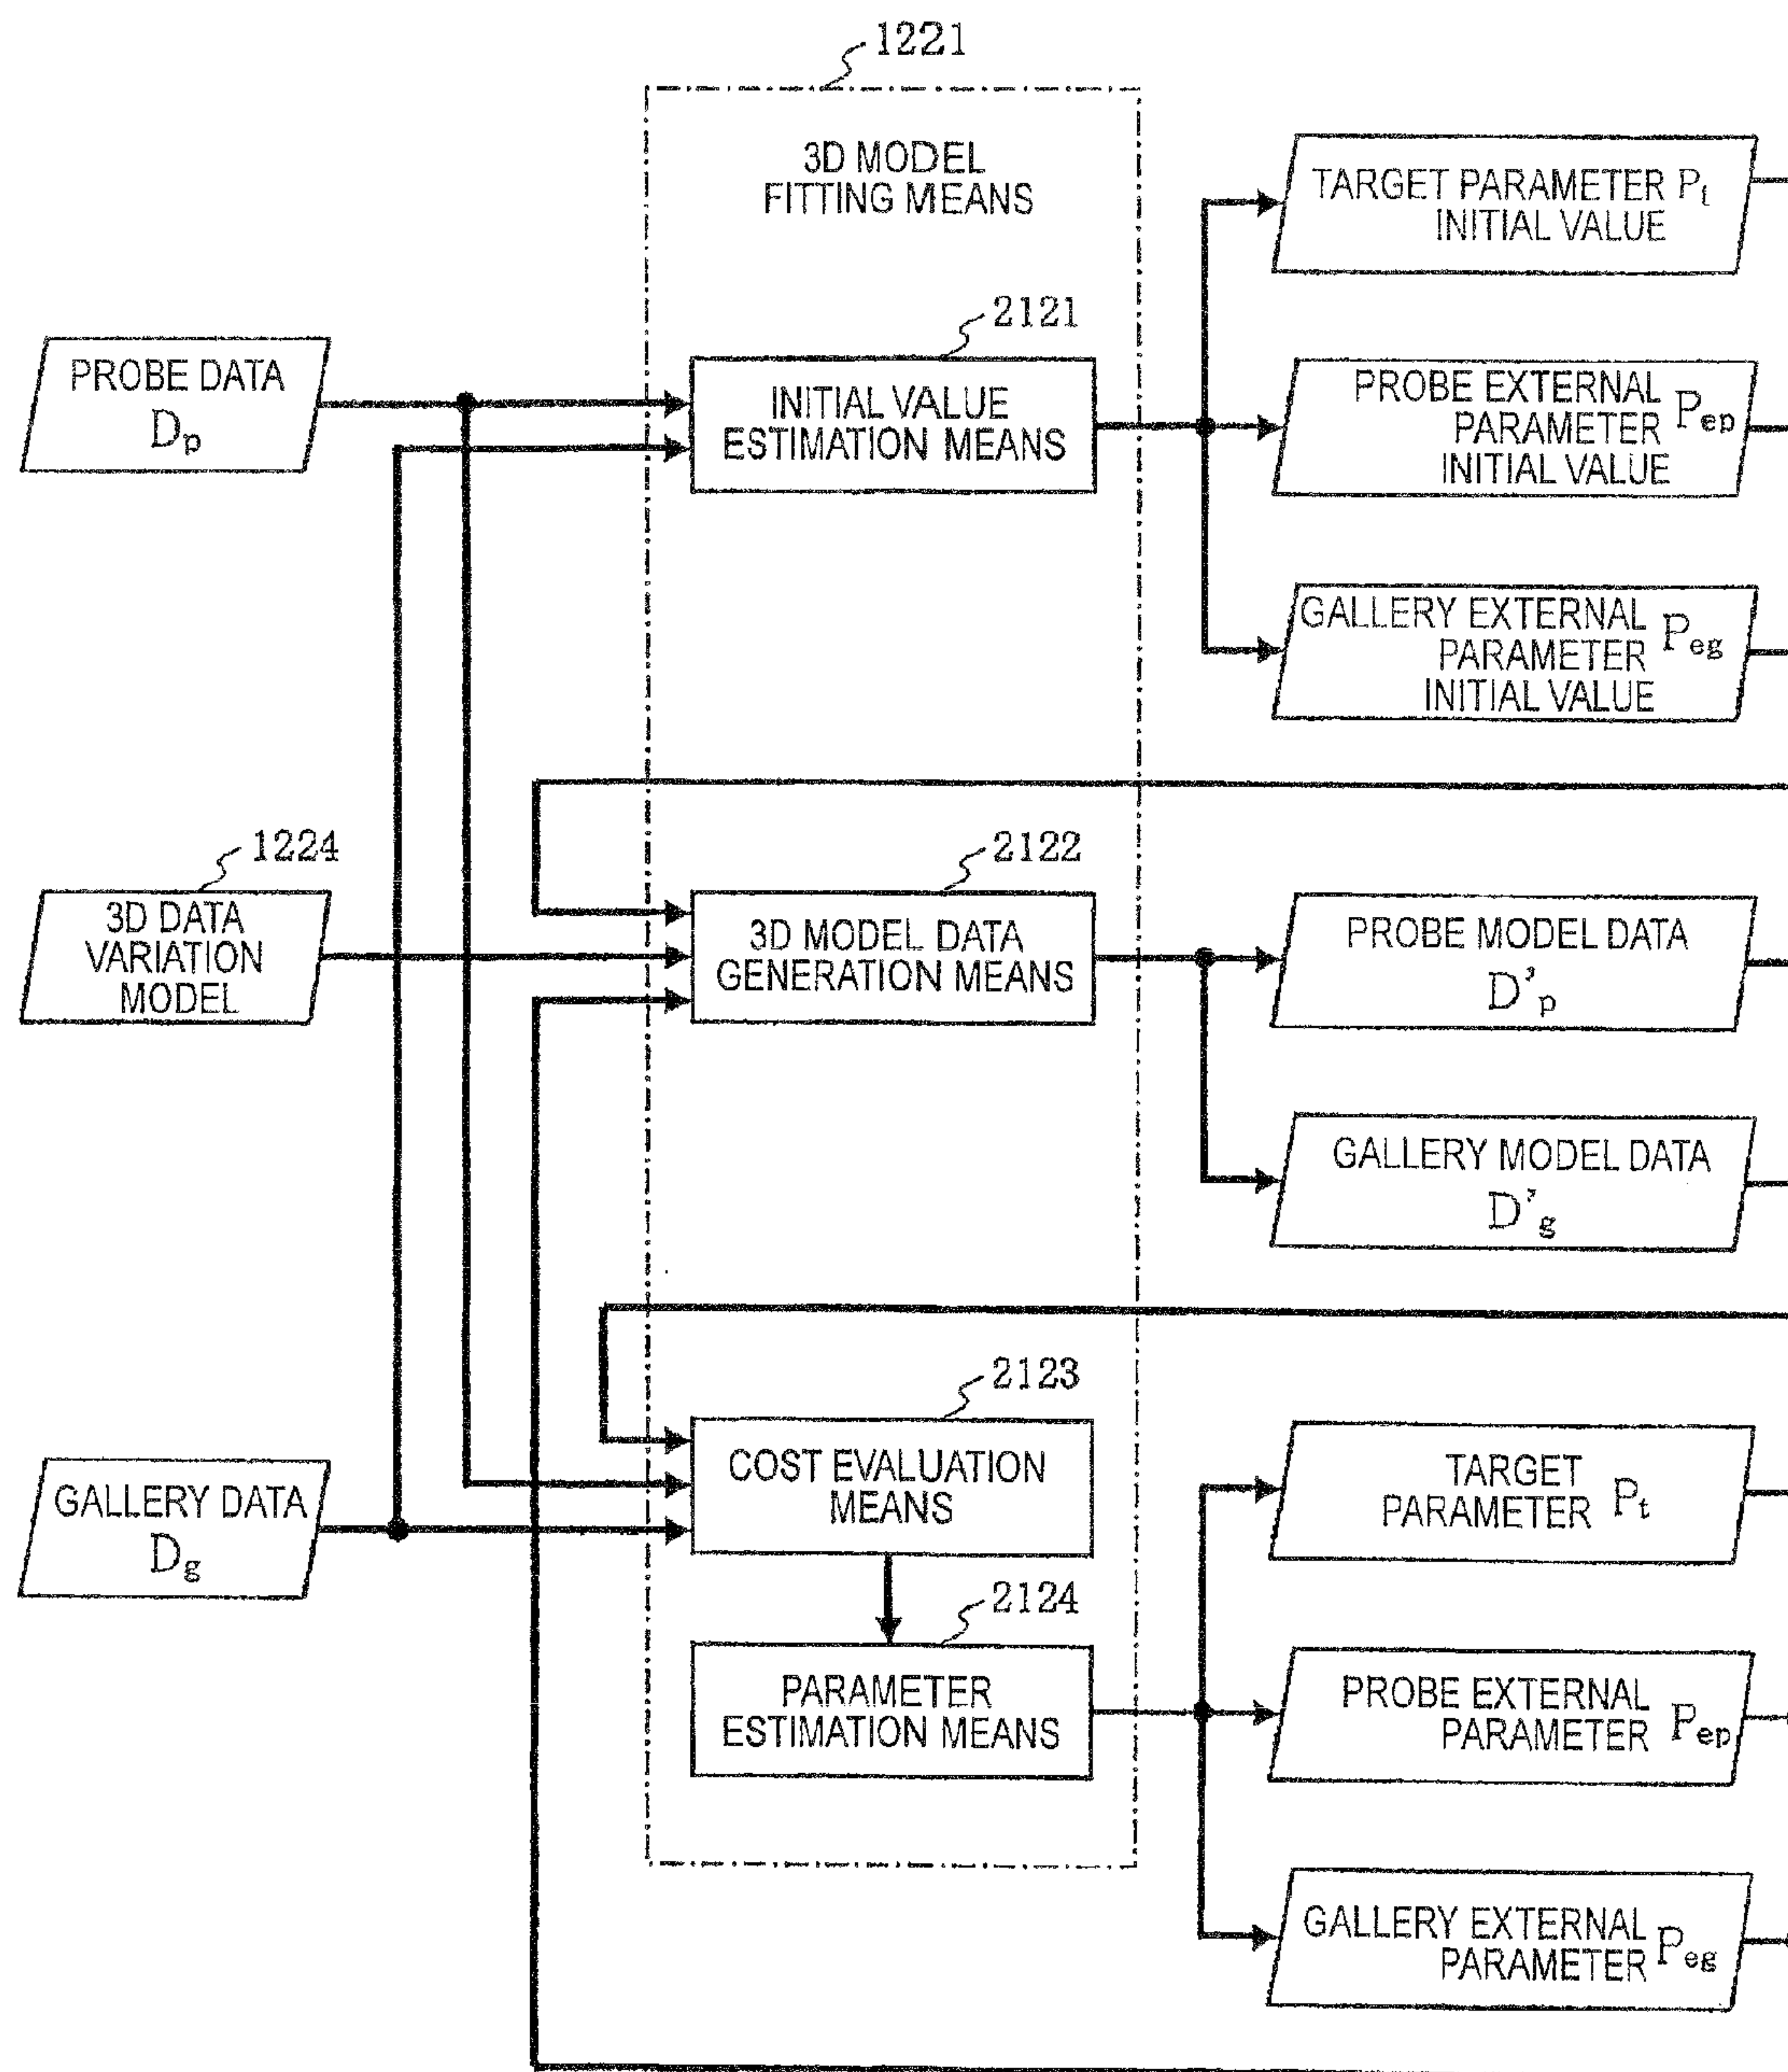 1221
3D MODEL
FITTING MEANS
TARGET PARAMETER Pt
INITIAL VALUE
2121
PROBE DATA
Dp
INITIAL VALUE
ESTIMATION MEANS
PROBE EXTERNAL
PARAMETER Pep
INITIAL VALUE
GALLERY EXTERNAL
PARAMETER Peg
INITIAL VALUE
1224
3D DATA
VARIATION
MODEL
2122
3D MODEL DATA
GENERATION MEANS
PROBE MODEL DATA
D'p
GALLERY MODEL DATA
D'g
2123
COST EVALUATION
MEANS
GALLERY DATA
Dg
TARGET
PARAMETER Pt
2124
PARAMETER
ESTIMATION MEANS
PROBE EXTERNAL
PARAMETER Pep
GALLERY EXTERNAL
PARAMETER Peg